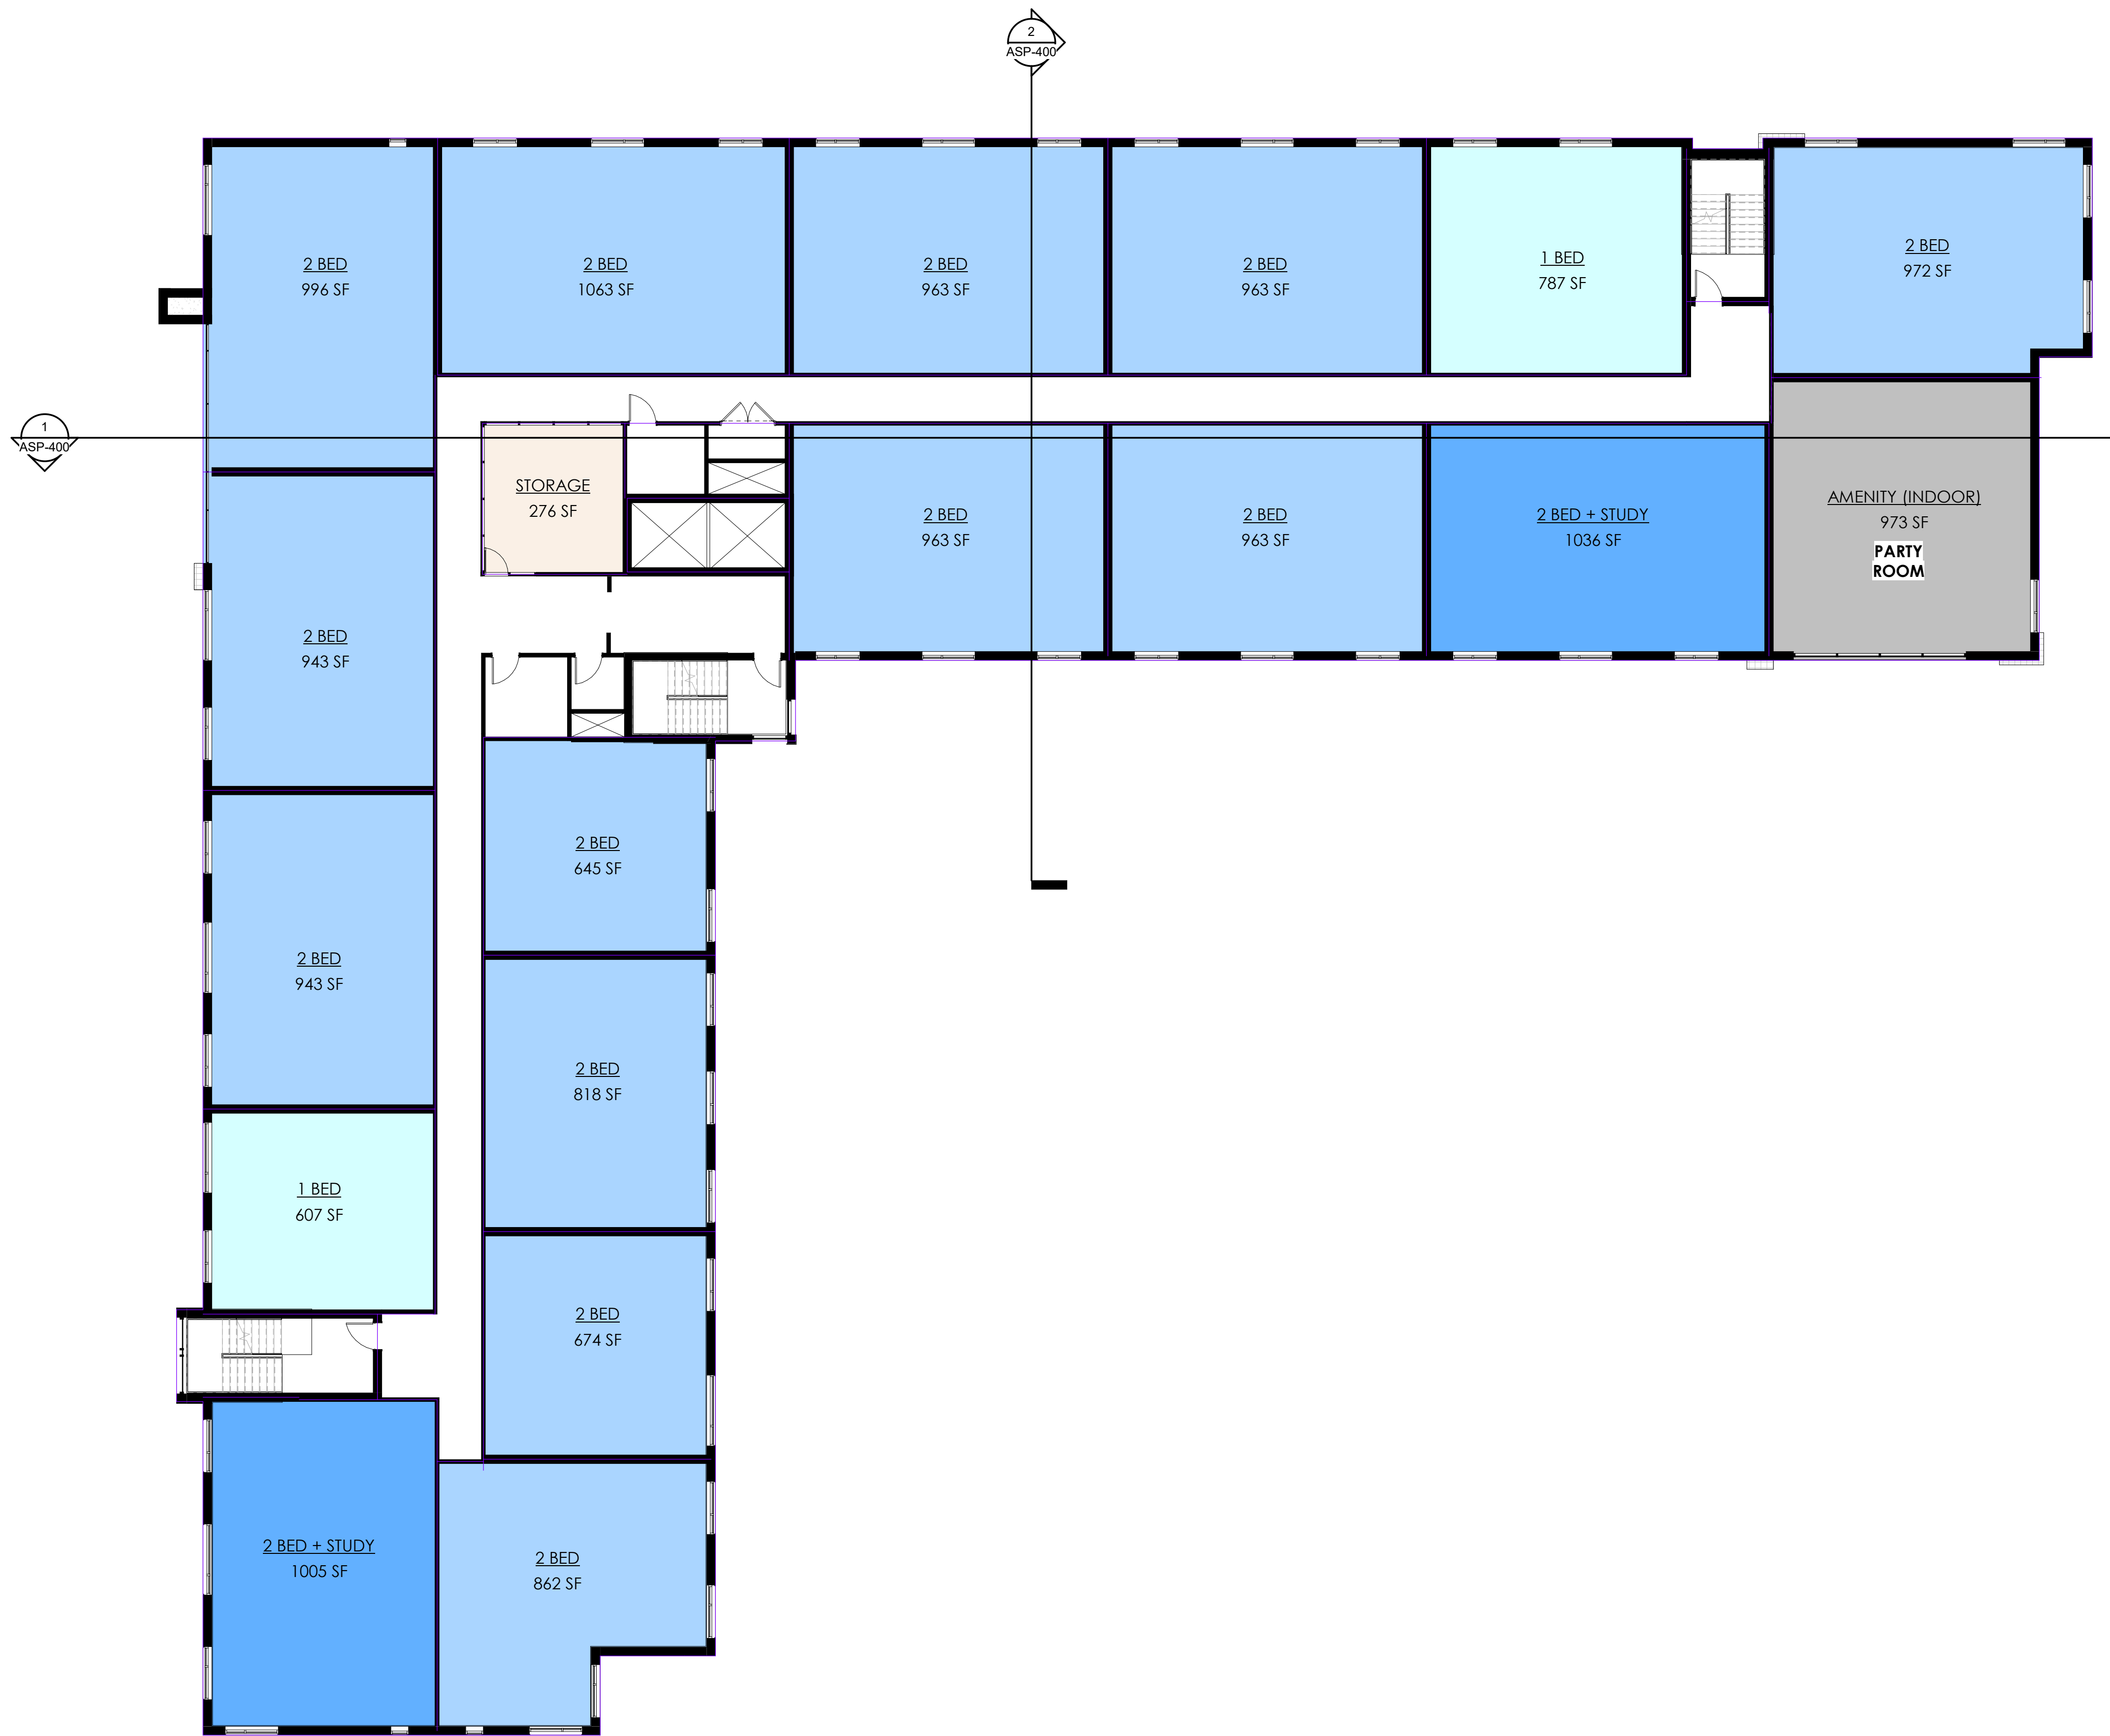 2
ASP-400
2 BED
996 SF
2 BED
1063 SF
2 BED
963 SF
2 BED
963 SF
1 BED
787 SF
2 BED
972 SF
1
ASP-400
STORAGE
276 SF
2 BED
963 SF
2 BED
963 SF
2 BED + STUDY
1036 SF
AMENITY (INDOOR)
973 SF
PARTY
ROOM
2 BED
943 SF
2 BED
645 SF
2 BED
943 SF
2 BED
818 SF
1 BED
607 SF
2 BED
674 SF
2 BED + STUDY
1005 SF
2 BED
862 SF